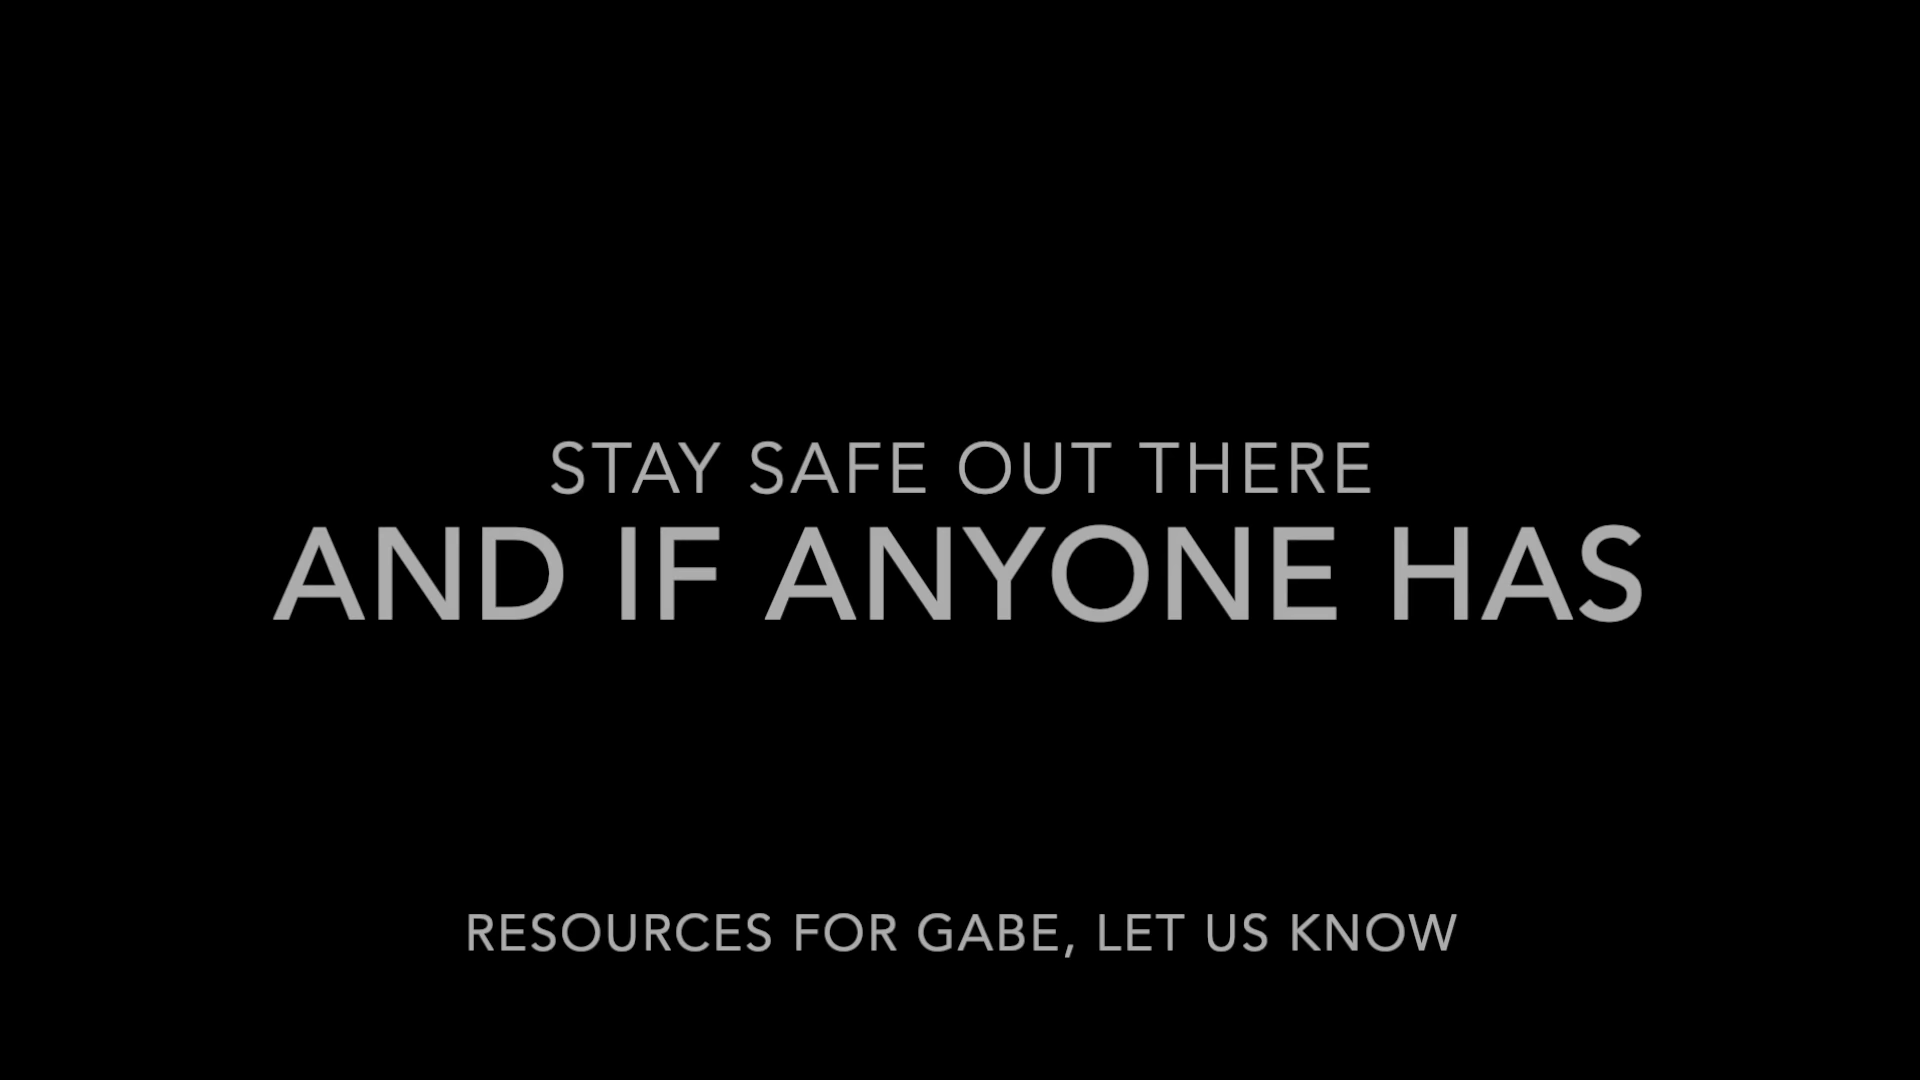 STAY SAFE OUT THERE
AND IF ANYONE HAS
RESOURCES FOR GABE, LET US KNOW